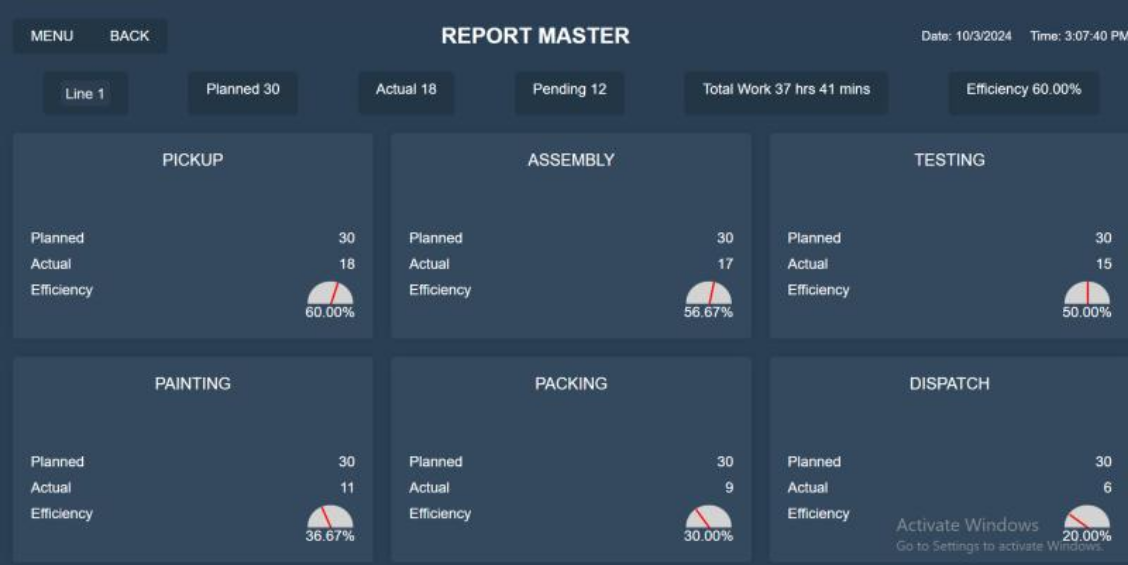 MENU BACK REPORT MASTER Date: 10/3/2024 Time: 3:07:40 PM
Line 1 Planned 30 Actual 18 Pending 12 Total Work 37 hrs 41 mins Efficiency 60.00%
PICKUP
Planned 30
Actual 18
Efficiency
60.00%
ASSEMBLY
Planned 30
Actual 17
Efficiency
56.67%
TESTING
Planned 30
Actual 15
Efficiency
50.00%
PAINTING
Planned 30
Actual 11
Efficiency
36.67%
PACKING
Planned 30
Actual 9
Efficiency
30.00%
DISPATCH
Planned 30
Actual 6
Efficiency
20.00%
Activate Windows
Go to Settings to activate Windows.